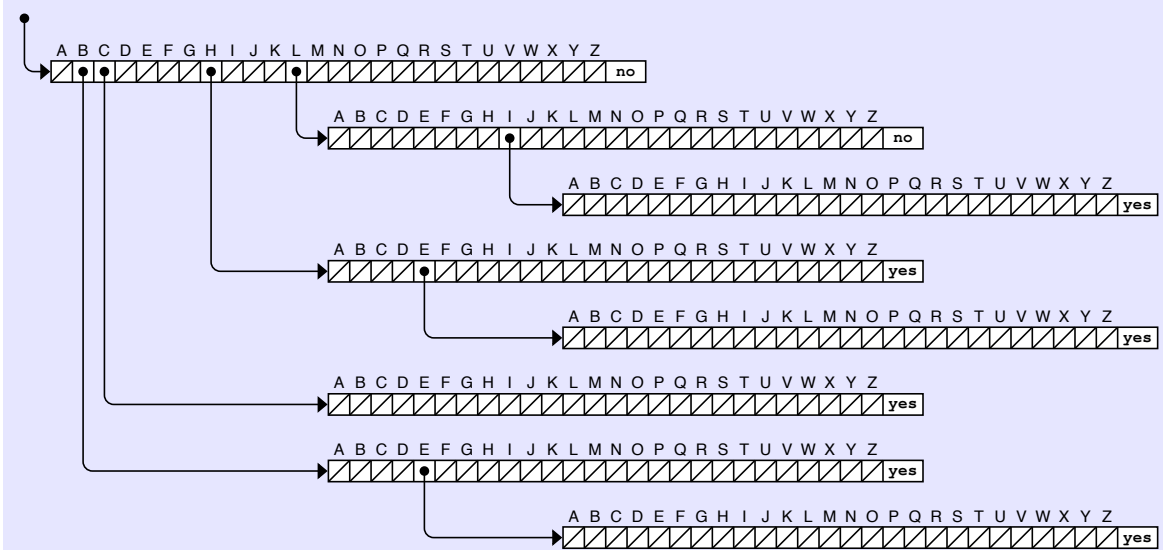 A B C D E F G H I J K L M N O P Q R S T U V W X Y Z
no
A B C D E F G H I J K L M N O P Q R S T U V W X Y Z
no
A B C D E F G H I J K L M N O P Q R S T U V W X Y Z
yes
A B C D E F G H I J K L M N O P Q R S T U V W X Y Z
yes
A B C D E F G H I J K L M N O P Q R S T U V W X Y Z
yes
A B C D E F G H I J K L M N O P Q R S T U V W X Y Z
yes
A B C D E F G H I J K L M N O P Q R S T U V W X Y Z
yes
A B C D E F G H I J K L M N O P Q R S T U V W X Y Z
yes